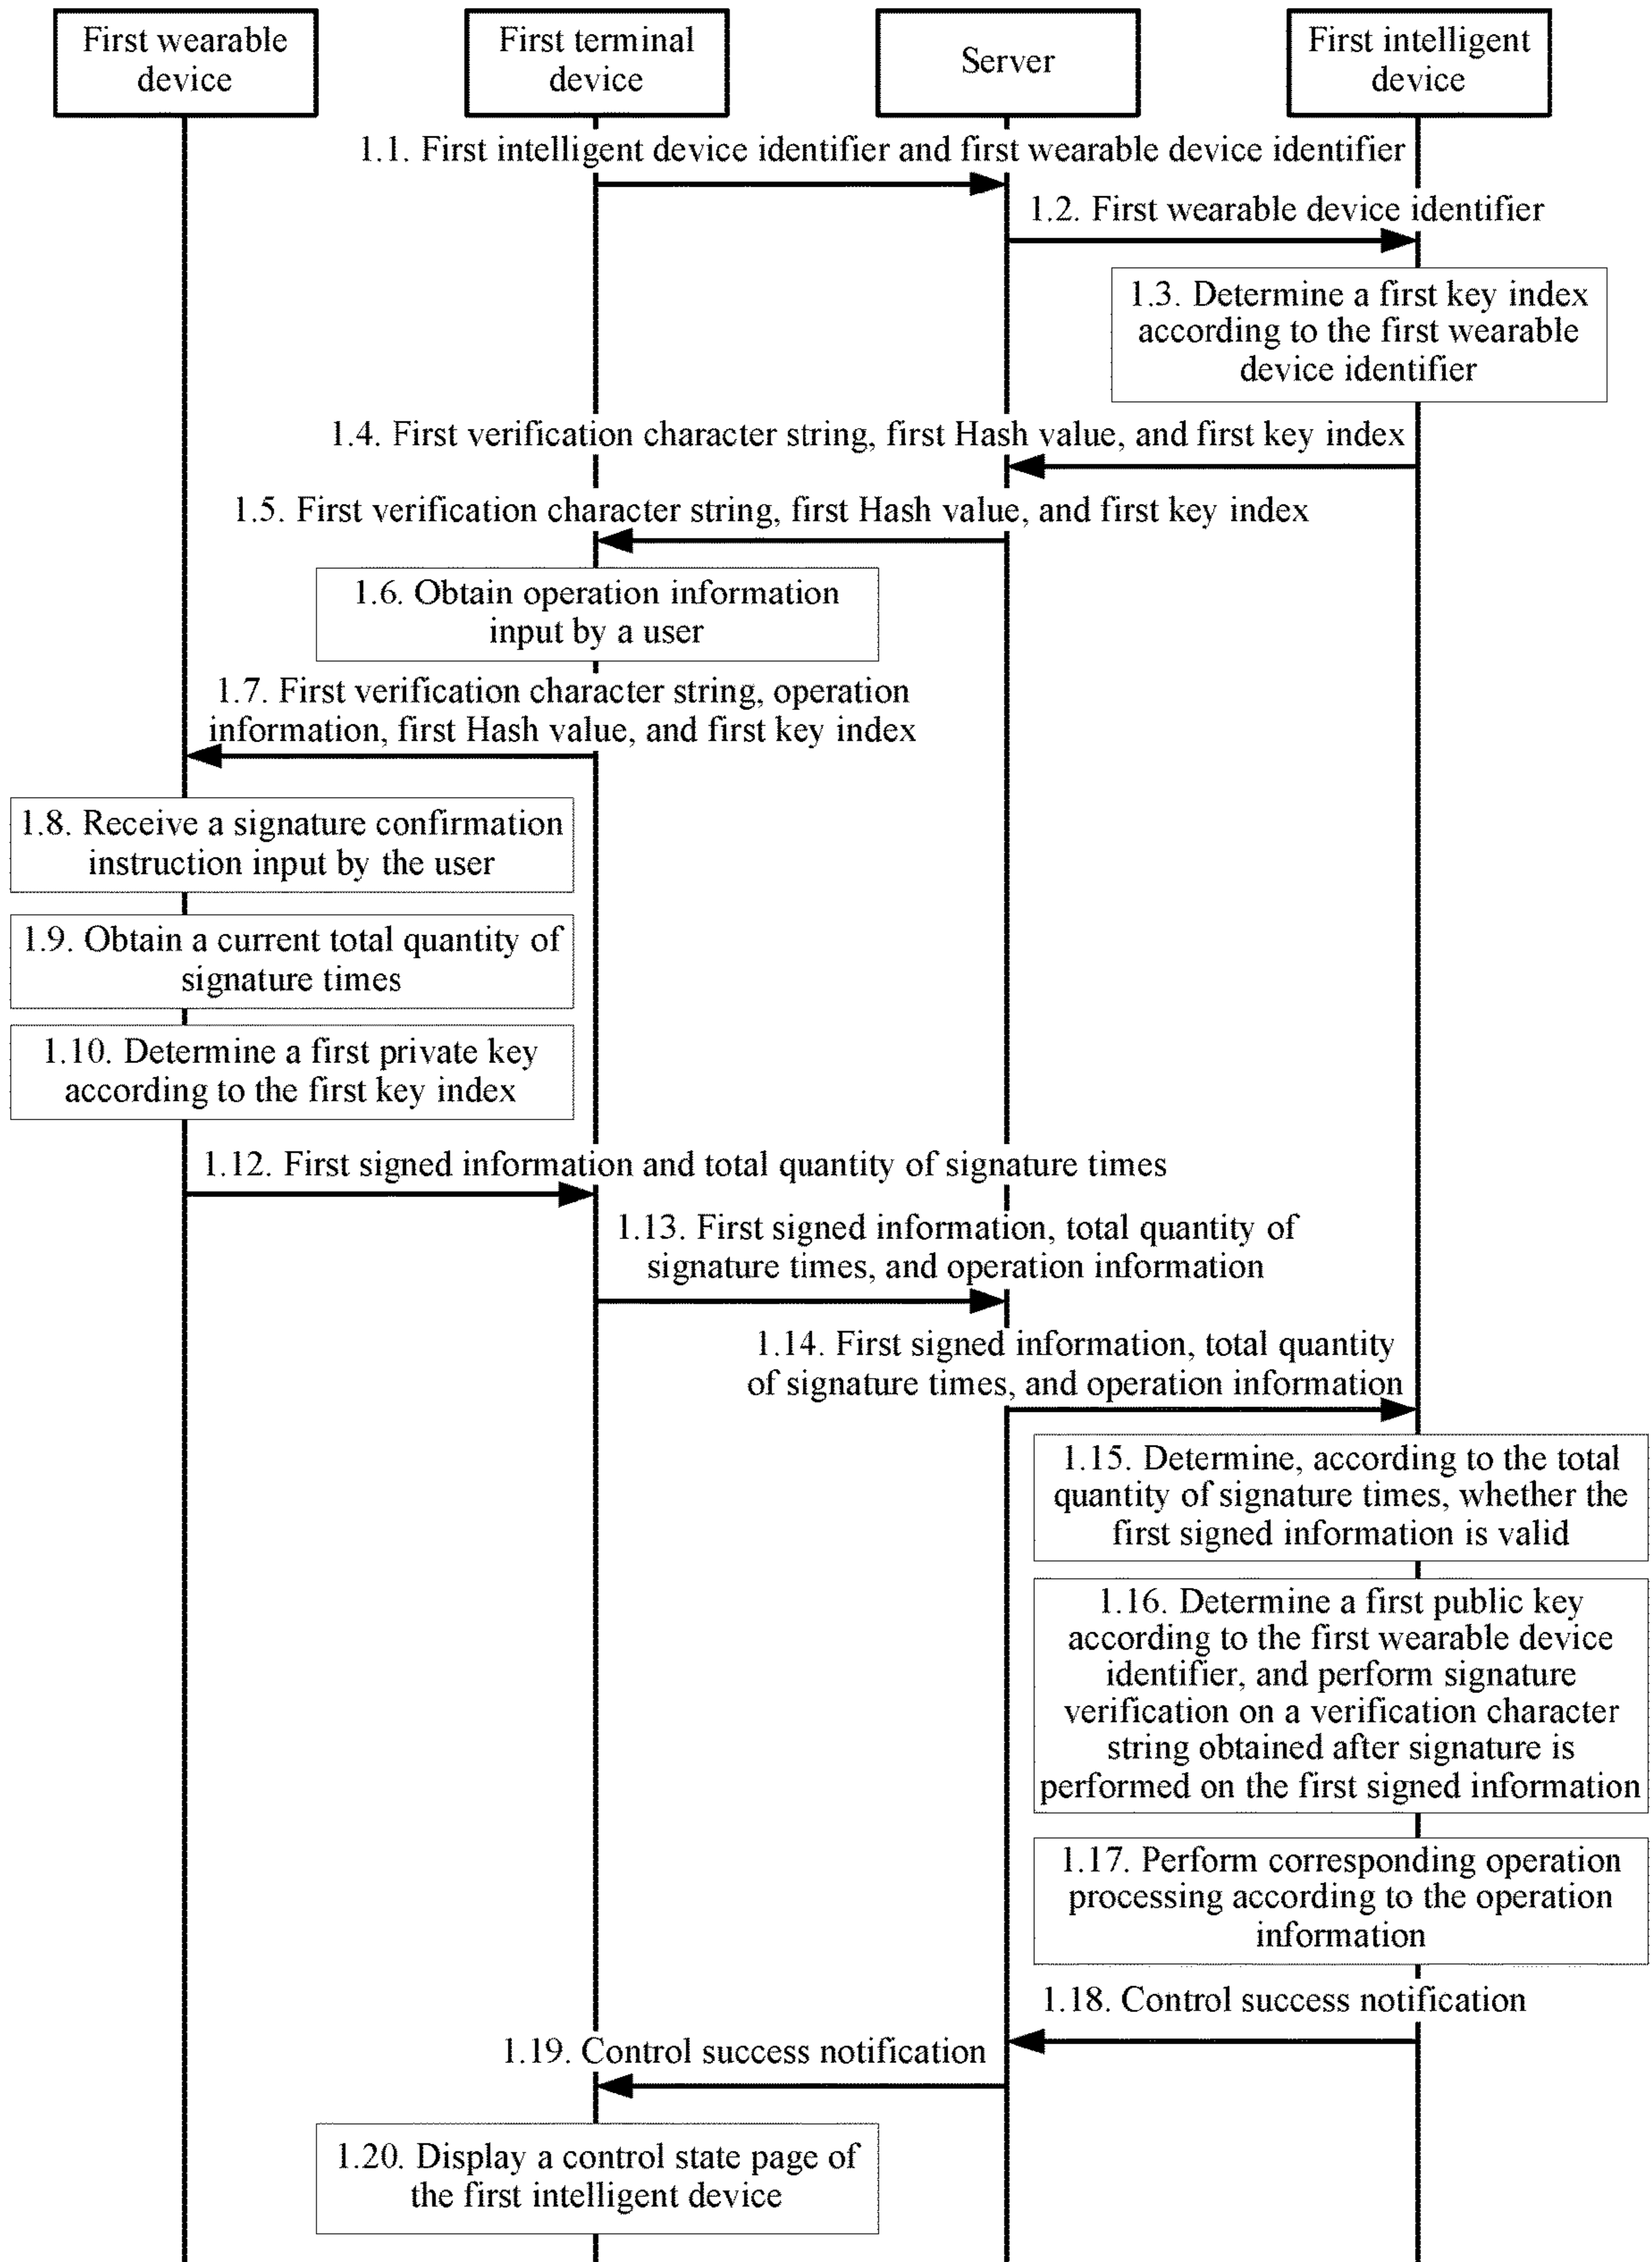 First wearable
device
First terminal
device
Server
First intelligent
device
1.1. First intelligent device identifier and first wearable device identifier
1.2. First wearable device identifier
1.3. Determine a first key index
according to the first wearable
device identifier
1.4. First verification character string, first Hash value, and first key index
1.5. First verification character string, first Hash value, and first key index
1.6. Obtain operation information
input by a user
1.7. First verification character string, operation
information, first Hash value, and first key index
1.8. Receive a signature confirmation
instruction input by the user
1.9. Obtain a current total quantity of
signature times
1.10. Determine a first private key
according to the first key index
1.12. First signed information and total quantity of signature times
1.13. First signed information, total quantity of
signature times, and operation information
1.14. First signed information, total quantity
of signature times, and operation information
1.15. Determine, according to the total
quantity of signature times, whether the
first signed information is valid
1.16. Determine a first public key
according to the first wearable device
identifier, and perform signature
verification on a verification character
string obtained after signature is
performed on the first signed information
1.17. Perform corresponding operation
processing according to the operation
information
1.18. Control success notification
1.19. Control success notification
1.20. Display a control state page of
the first intelligent device